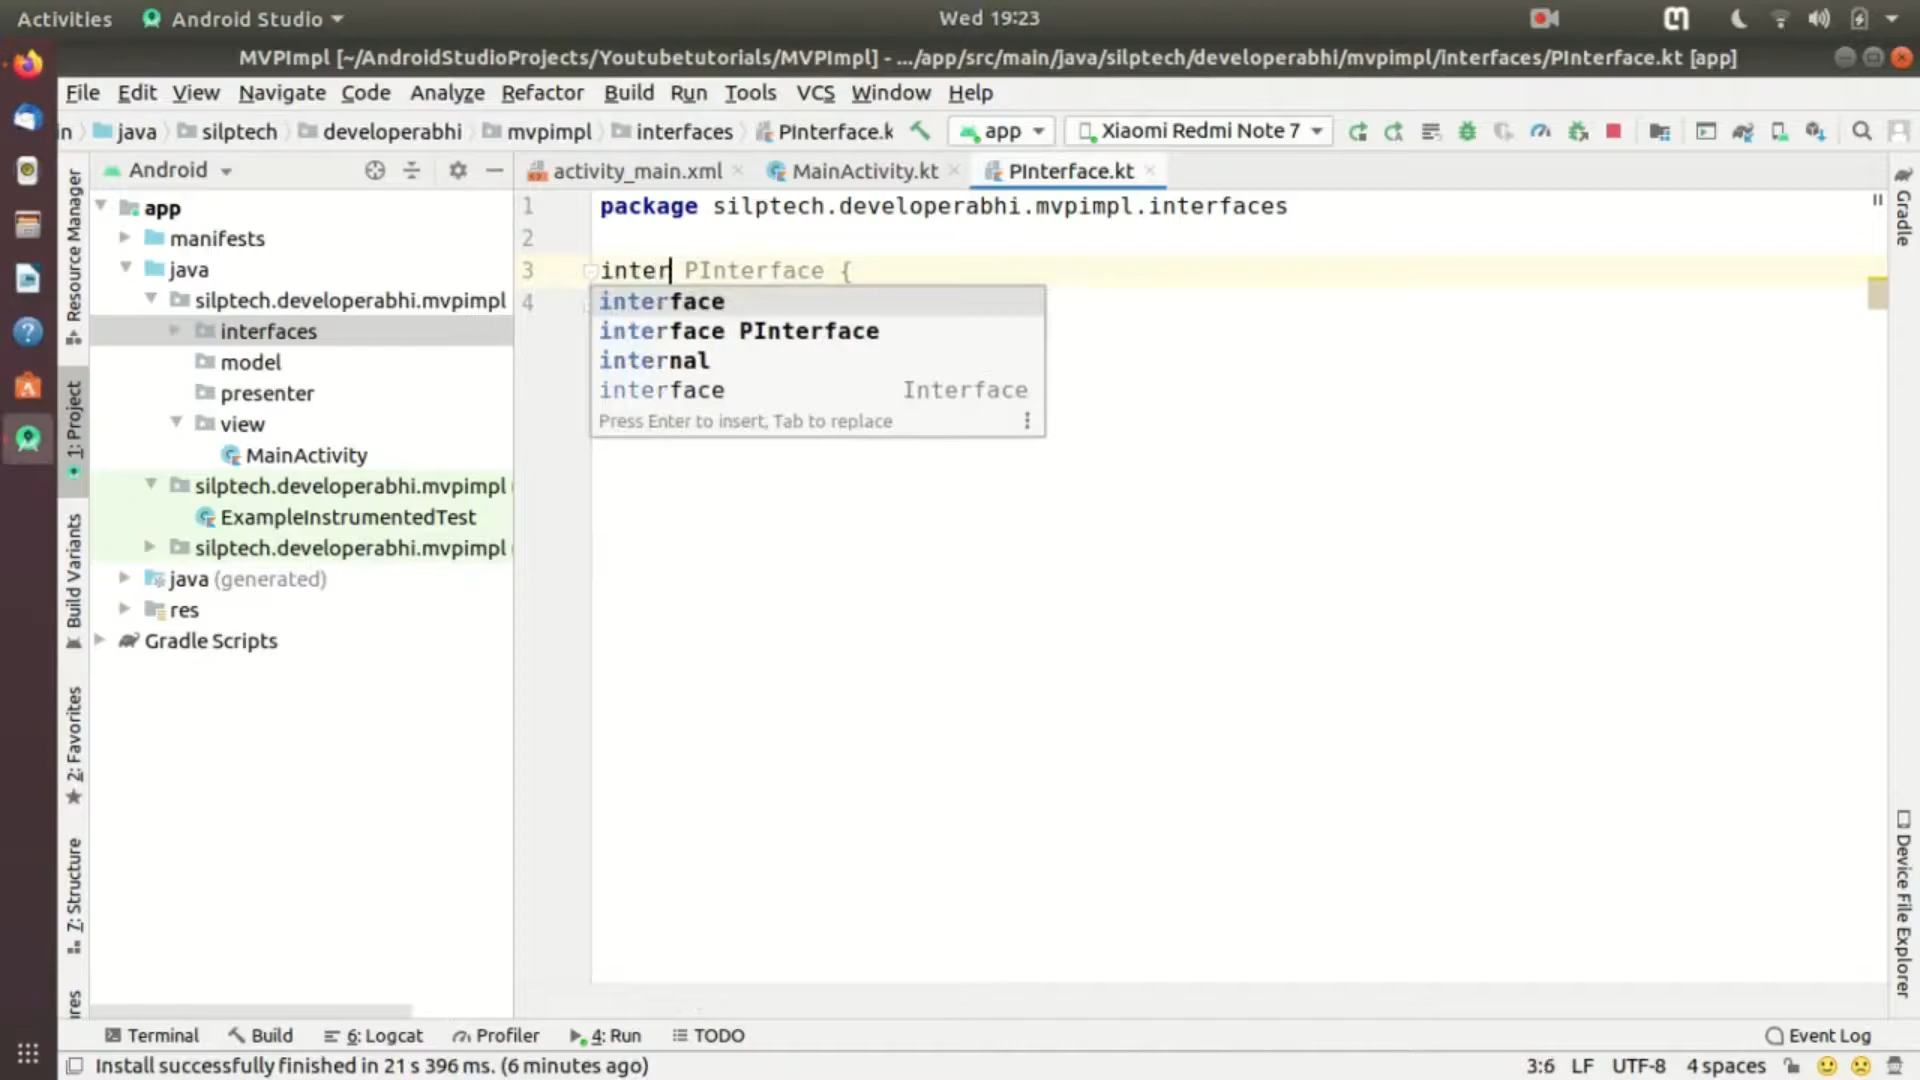 Activities Android Studio Wed 19:23
MVPImpl [~/AndroidStudioProjects/Youtubetutorials/MVPImpl] - .../app/src/main/java/silptech/developerabhi/mvpimpl/interfaces/PInterface.kt [app]
File Edit View Navigate Code Analyze Refactor Build Run Tools VCS Window Help
in java silptech developerabhi mvpimpl interfaces PInterface.k app Xiaomi Redmi Note 7
Android
activity_main.xml MainActivity.kt PInterface.kt
app
manifests
java
silptech.developerabhi.mvpimpl
interfaces
model
presenter
view
MainActivity
silptech.developerabhi.mvpimpl (
ExampleInstrumentedTest
silptech.developerabhi.mvpimpl (
java (generated)
res
Gradle Scripts
1 package silptech.developerabhi.mvpimpl.interfaces
2
3 inter PInterface {
4
interface
interface PInterface
internal
interface Interface
Press Enter to insert, Tab to replace
Resource Manager
1: Project
Build Variants
2: Favorites
Z: Structure
ures
Gradle
Device File Explorer
Terminal Build 6: Logcat Profiler 4: Run TODO Event Log
Install successfully finished in 21 s 396 ms. (6 minutes ago) 3:6 LF UTF-8 4 spaces